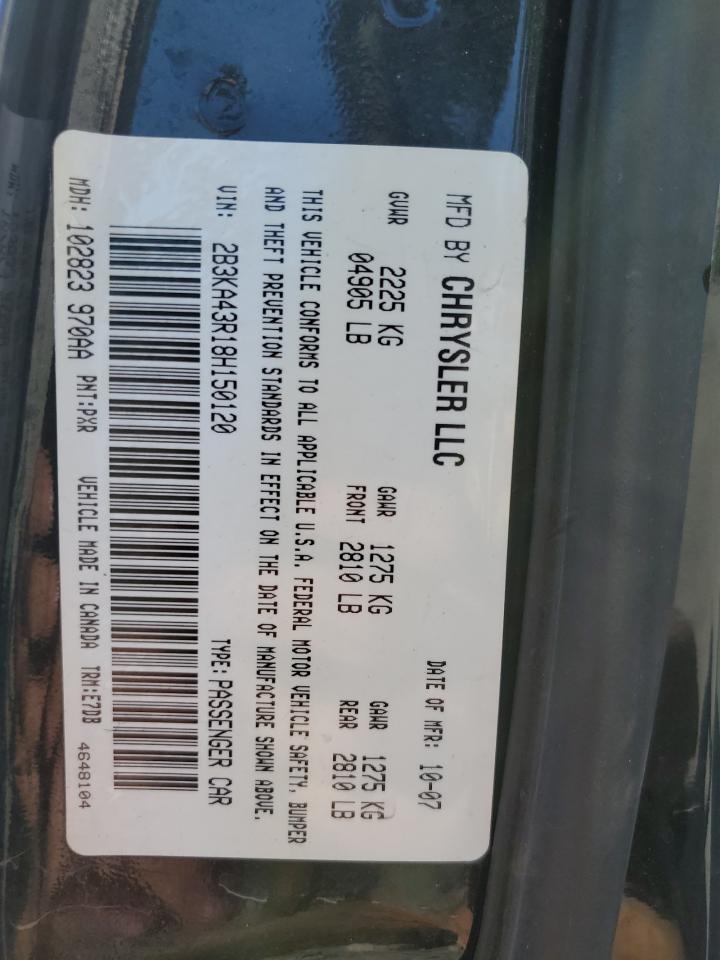 MFD BY CHRYSLER LLC DATE OF MFR: 10-07
GVWR 2225 KG GAWR 1275 KG GAWR 1275 KG
04905 LB FRONT 2810 LB REAR 2810 LB
THIS VEHICLE CONFORMS TO ALL APPLICABLE U.S.A. FEDERAL MOTOR VEHICLE SAFETY, BUMPER
AND THEFT PREVENTION STANDARDS IN EFFECT ON THE DATE OF MANUFACTURE SHOWN ABOVE.
VIN: 2B3KA43R18H150120 TYPE: PASSENGER CAR
MDH: 102823 970AA PNT:PXR VEHICLE MADE IN CANADA TRM:E7DB 4648104